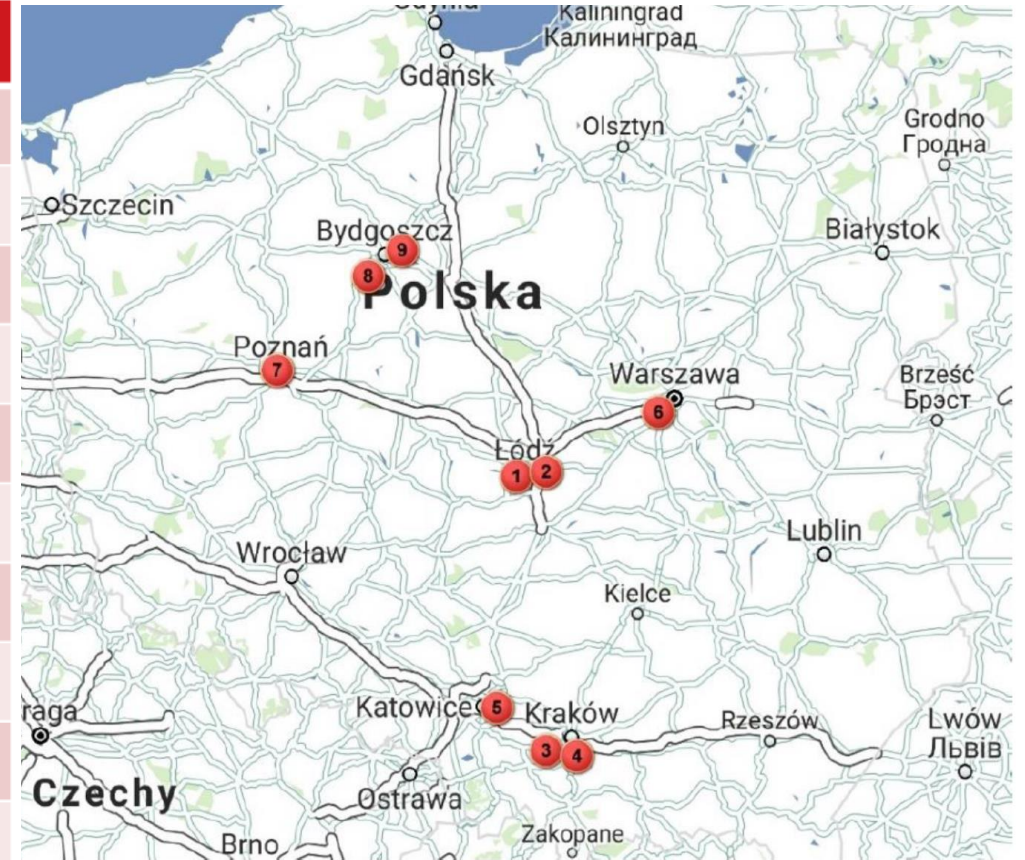 Kaliningrad
Калининград
Gdańsk
Olsztyn
Grodno
Гродна
Szczecin
Bydgoszcz
9
8
Białystok
Polska
Poznań
7
Warszawa
6
Brześć
Брэст
Łódź
1
2
Wrocław
Lublin
Kielce
Katowice
5
Kraków
3
4
Rzeszów
Lwów
Львів
raga
Ostrawa
Czechy
Brno
Zakopane